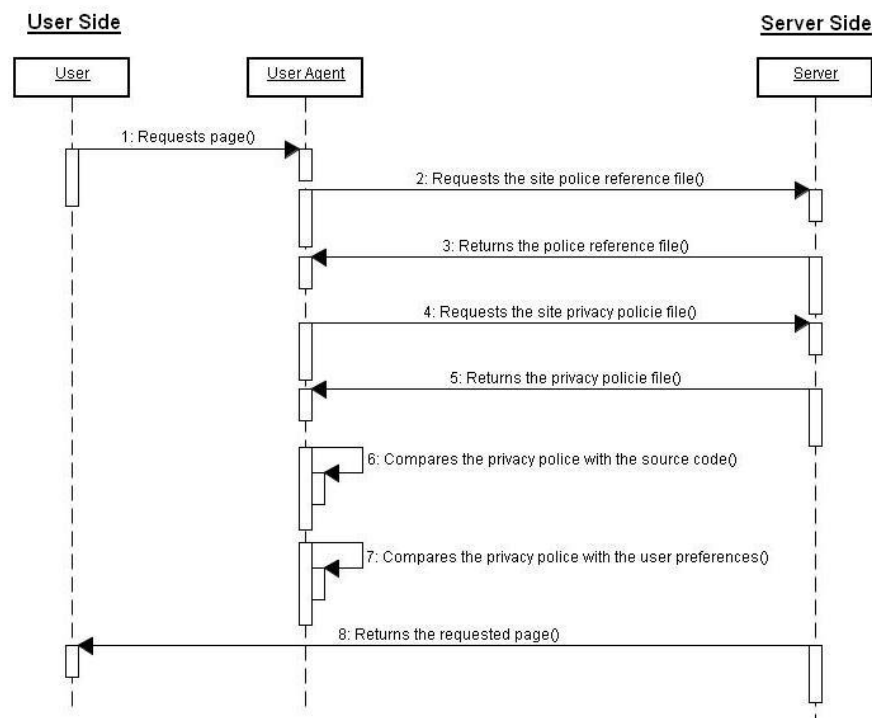 User Side
Server Side
User
User Agent
Server
1: Requests page()
2: Requests the site police reference file()
3: Returns the police reference file()
4: Requests the site privacy policie file()
5: Returns the privacy policie file()
6: Compares the privacy police with the source code()
7: Compares the privacy police with the user preferences()
8: Returns the requested page()